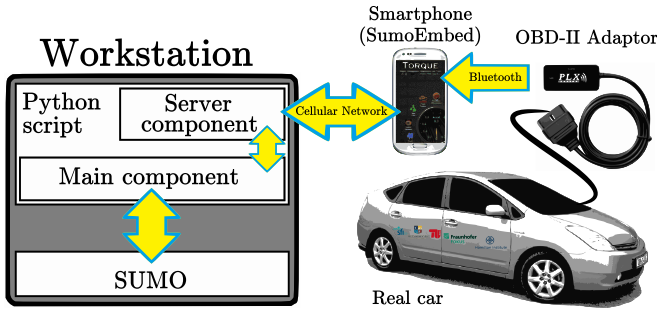 Smartphone
(SumoEmbed)
OBD-II Adaptor
Workstation
TORQUE
Bluetooth
PLX
Python
script
Server
component
Cellular Network
Main component
Fraunhofer
SUMO
Real car